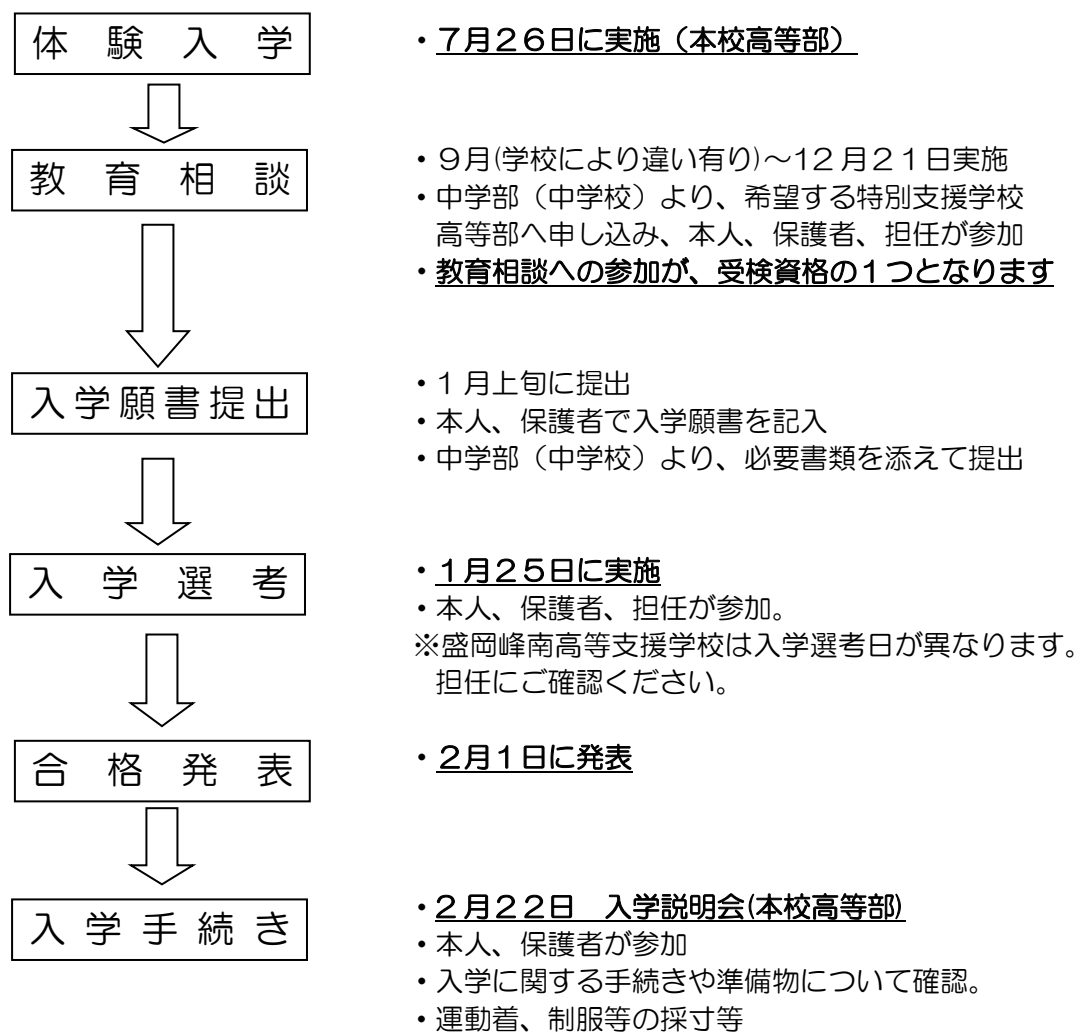 体験入学
・７月２６日に実施（本校高等部）
教育相談
・９月(学校により違い有り)～12月２１日実施
・中学部（中学校）より、希望する特別支援学校
高等部へ申し込み、本人、保護者、担任が参加
・教育相談への参加が、受検資格の１つとなります
入学願書提出
・１月上旬に提出
・本人、保護者で入学願書を記入
・中学部（中学校）より、必要書類を添えて提出
入学選考
・１月２５日に実施
・本人、保護者、担任が参加。
※盛岡峰南高等支援学校は入学選考日が異なります。
担任にご確認ください。
合格発表
・２月１日に発表
入学手続き
・２月２２日　入学説明会(本校高等部)
・本人、保護者が参加
・入学に関する手続きや準備物について確認。
・運動着、制服等の採寸等